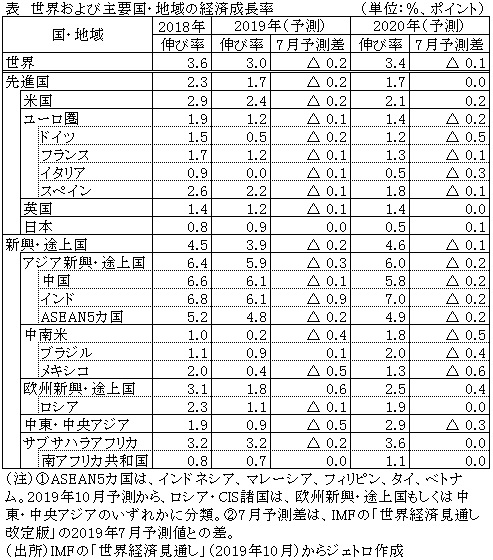 表 世界および主要国・地域の経済成長率 (単位:%、ポイント)
国・地域 2018年 2019年(予測) 2020年(予測)
伸び率 伸び率 7月予測差 伸び率 7月予測差
世界 3.6 3.0 △ 0.2 3.4 △ 0.1
先進国 2.3 1.7 △ 0.2 1.7 0.0
米国 2.9 2.4 △ 0.2 2.1 0.2
ユーロ圏 1.9 1.2 △ 0.1 1.4 △ 0.2
ドイツ 1.5 0.5 △ 0.2 1.2 △ 0.5
フランス 1.7 1.2 △ 0.1 1.3 △ 0.1
イタリア 0.9 0.0 △ 0.1 0.5 △ 0.3
スペイン 2.6 2.2 △ 0.1 1.8 △ 0.1
英国 1.4 1.2 △ 0.1 1.4 0.0
日本 0.8 0.9 0.0 0.5 0.1
新興・途上国 4.5 3.9 △ 0.2 4.6 △ 0.1
アジア新興・途上国 6.4 5.9 △ 0.3 6.0 △ 0.2
中国 6.6 6.1 △ 0.1 5.8 △ 0.2
インド 6.8 6.1 △ 0.9 7.0 △ 0.2
ASEAN5カ国 5.2 4.8 △ 0.2 4.9 △ 0.2
中南米 1.0 0.2 △ 0.4 1.8 △ 0.5
ブラジル 1.1 0.9 0.1 2.0 △ 0.4
メキシコ 2.0 0.4 △ 0.5 1.3 △ 0.6
欧州新興・途上国 3.1 1.8 0.6 2.5 0.4
ロシア 2.3 1.1 △ 0.1 1.9 0.0
中東・中央アジア 1.9 0.9 △ 0.5 2.9 △ 0.3
サブサハラアフリカ 3.2 3.2 △ 0.2 3.6 0.0
南アフリカ共和国 0.8 0.7 0.0 1.1 0.0
(注)①ASEAN5カ国は、インドネシア、マレーシア、フィリピン、タイ、ベトナ
ム。2019年10月予測から、ロシア・CIS諸国は、欧州新興・途上国もしくは中
東・中央アジアのいずれかに分類。②7月予測差は、IMFの「世界経済見通し
改定版」の2019年7月予測値との差。
(出所)IMFの「世界経済見通し」(2019年10月)からジェトロ作成